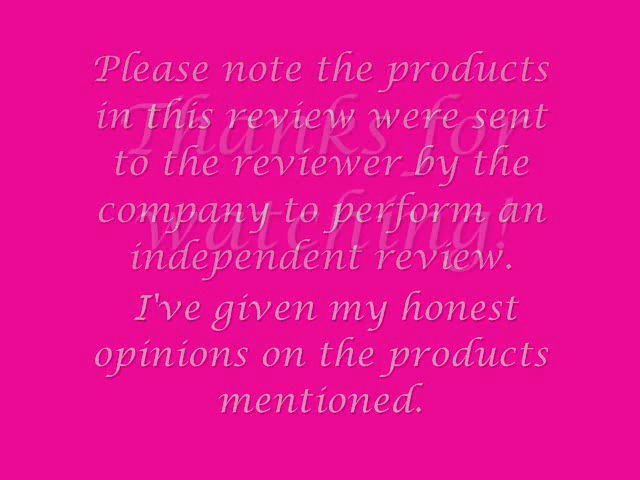 Please note the products
in this review were sent
to the reviewer by the
company to perform an
independent review.
I've given my honest
opinions on the products
mentioned.
Thanks for
watching!